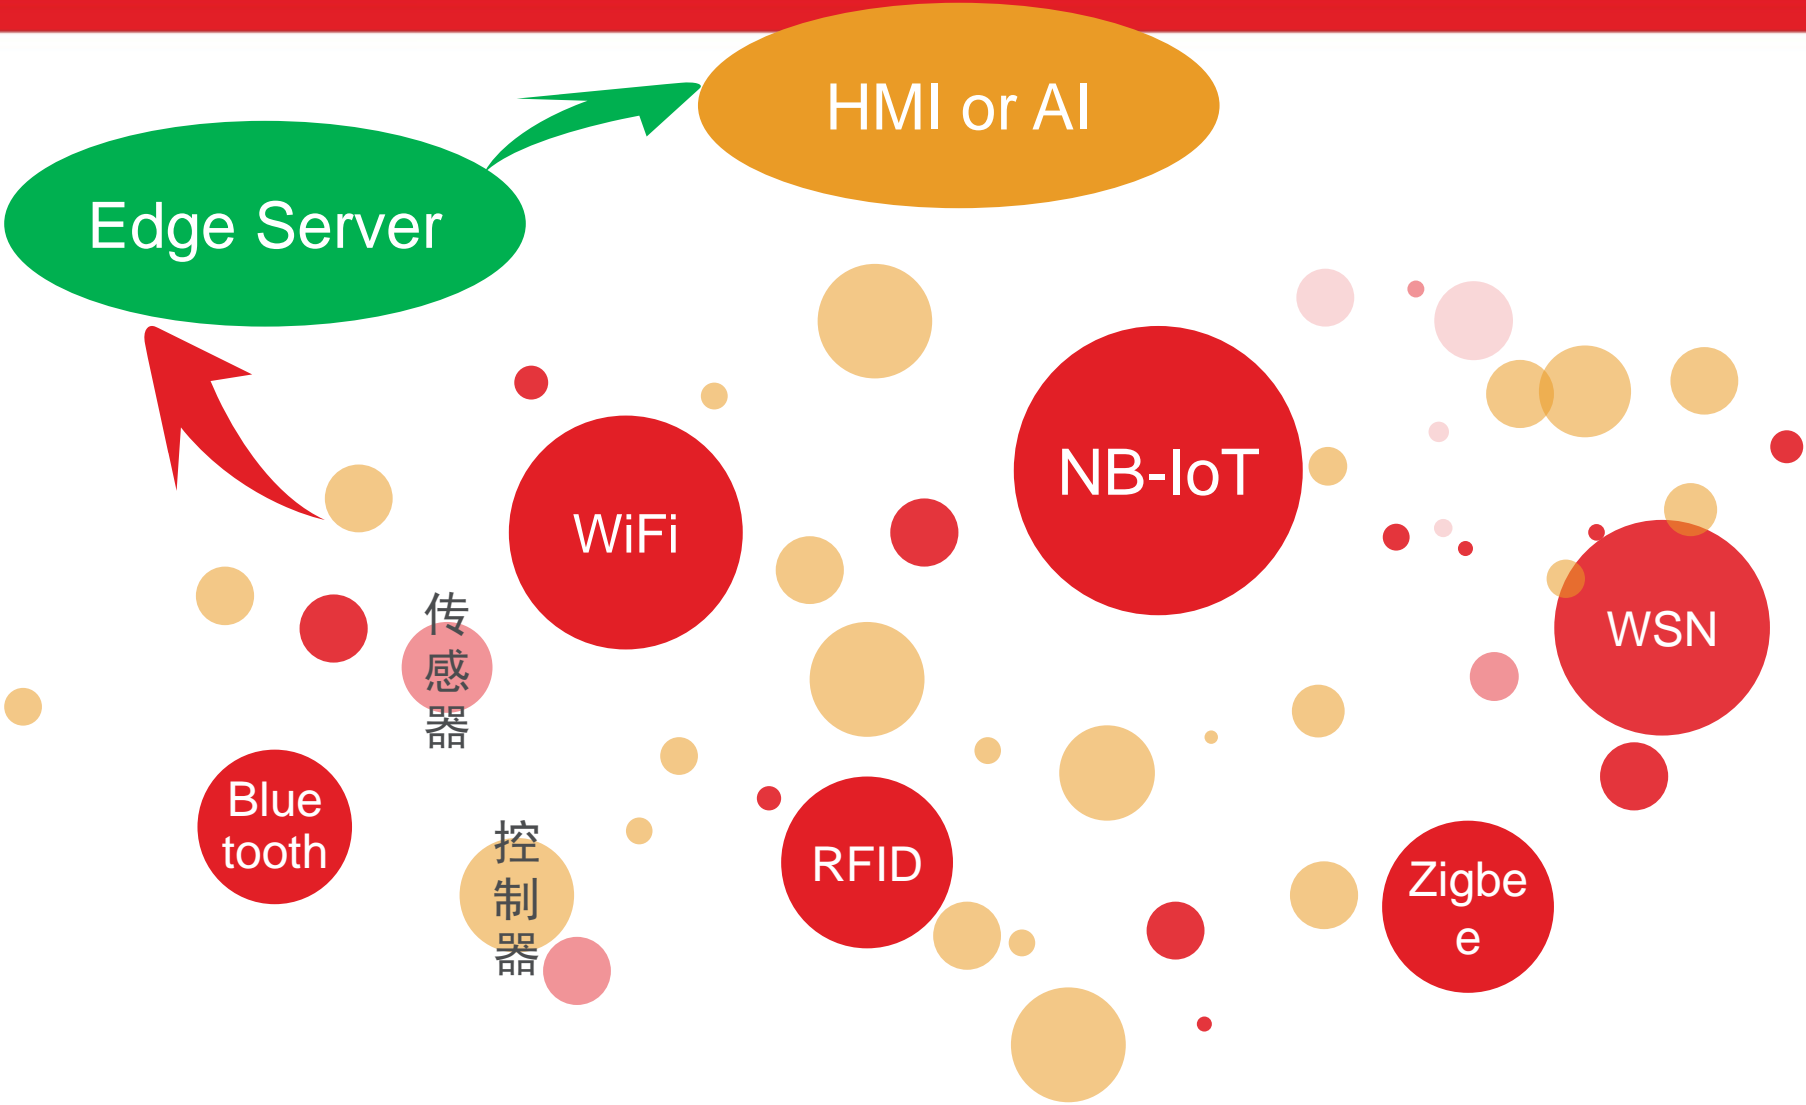 HMI or AI
Edge Server
NB-IoT
WiFi
WSN
传
感
器
Blue
tooth
控
制
器
RFID
Zigbe
e